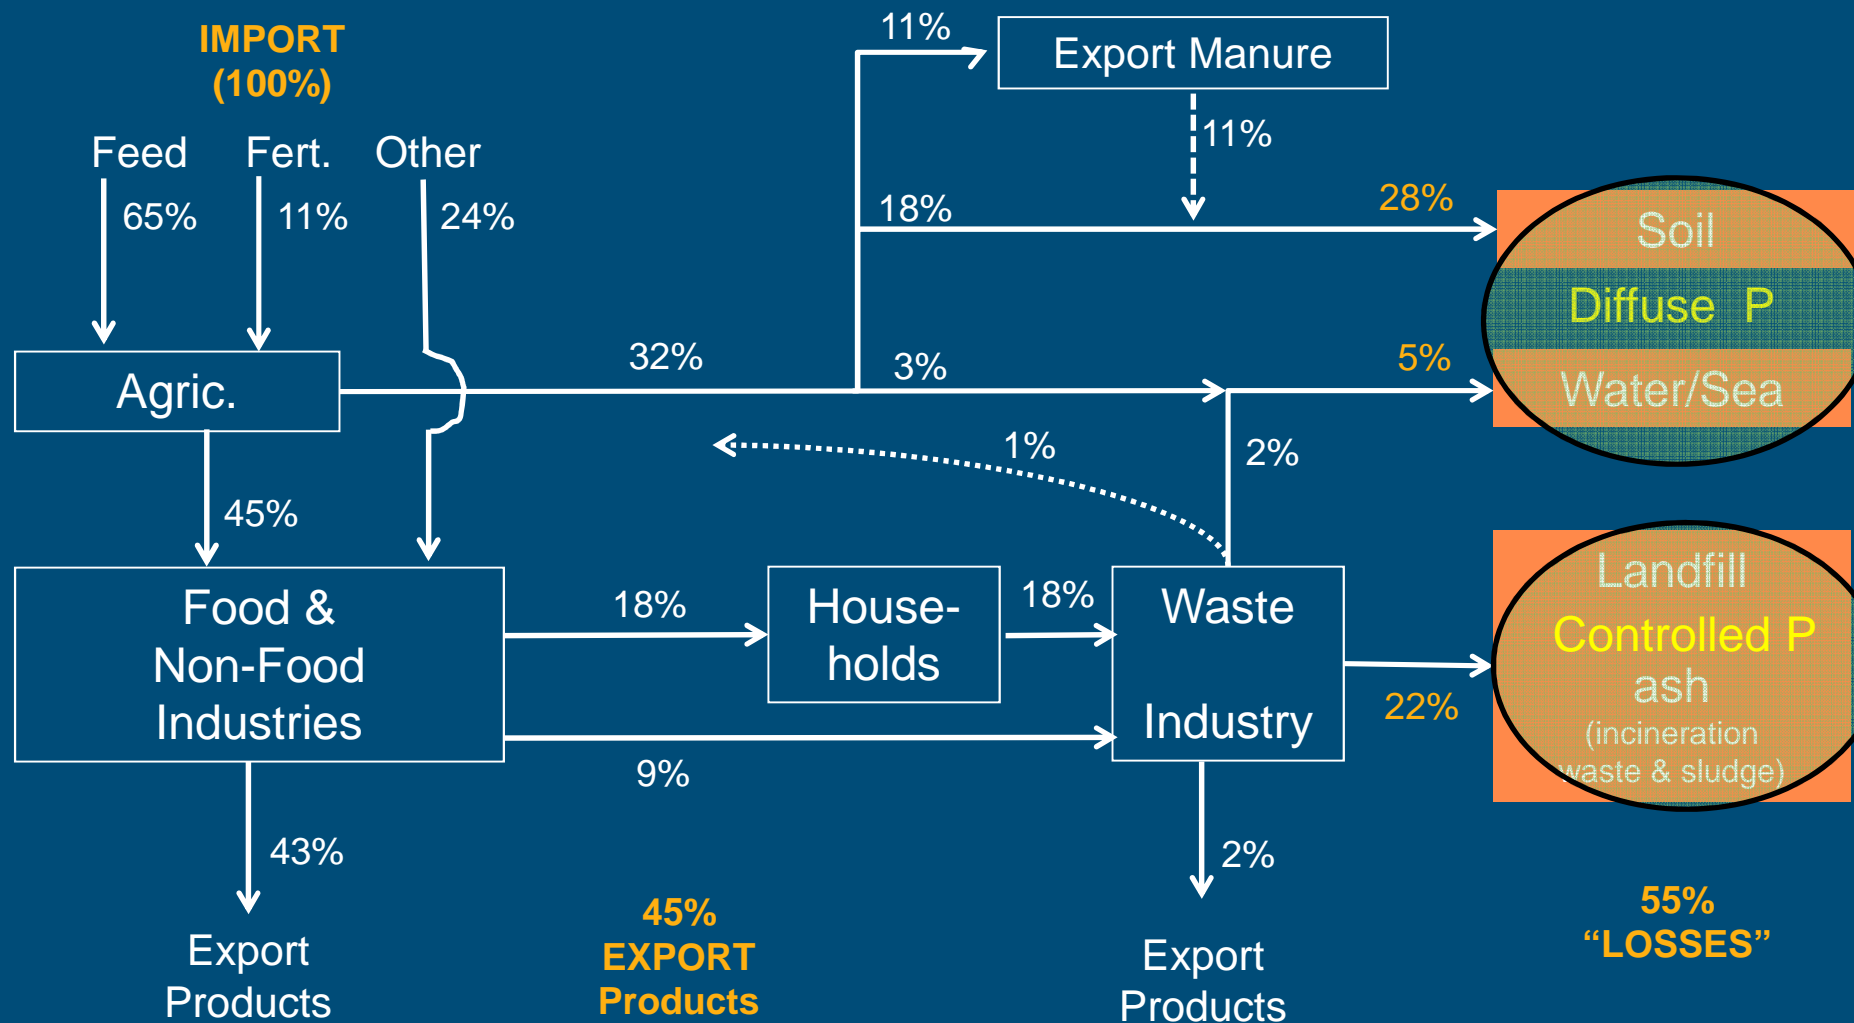 IMPORT
(100%)
Feed
Fert.
Other
65%
11%
24%
11%
Export Manure
11%
18%
28%
Soil
Diffuse P
Water/Sea
32%
3%
5%
Agric.
1%
2%
45%
Food &
Non-Food
Industries
18%
House-
holds
18%
Waste
Industry
9%
22%
Landfill
Controlled P
ash
(incineration
waste & sludge)
43%
2%
Export
Products
45%
EXPORT
Products
Export
Products
55%
“LOSSES”